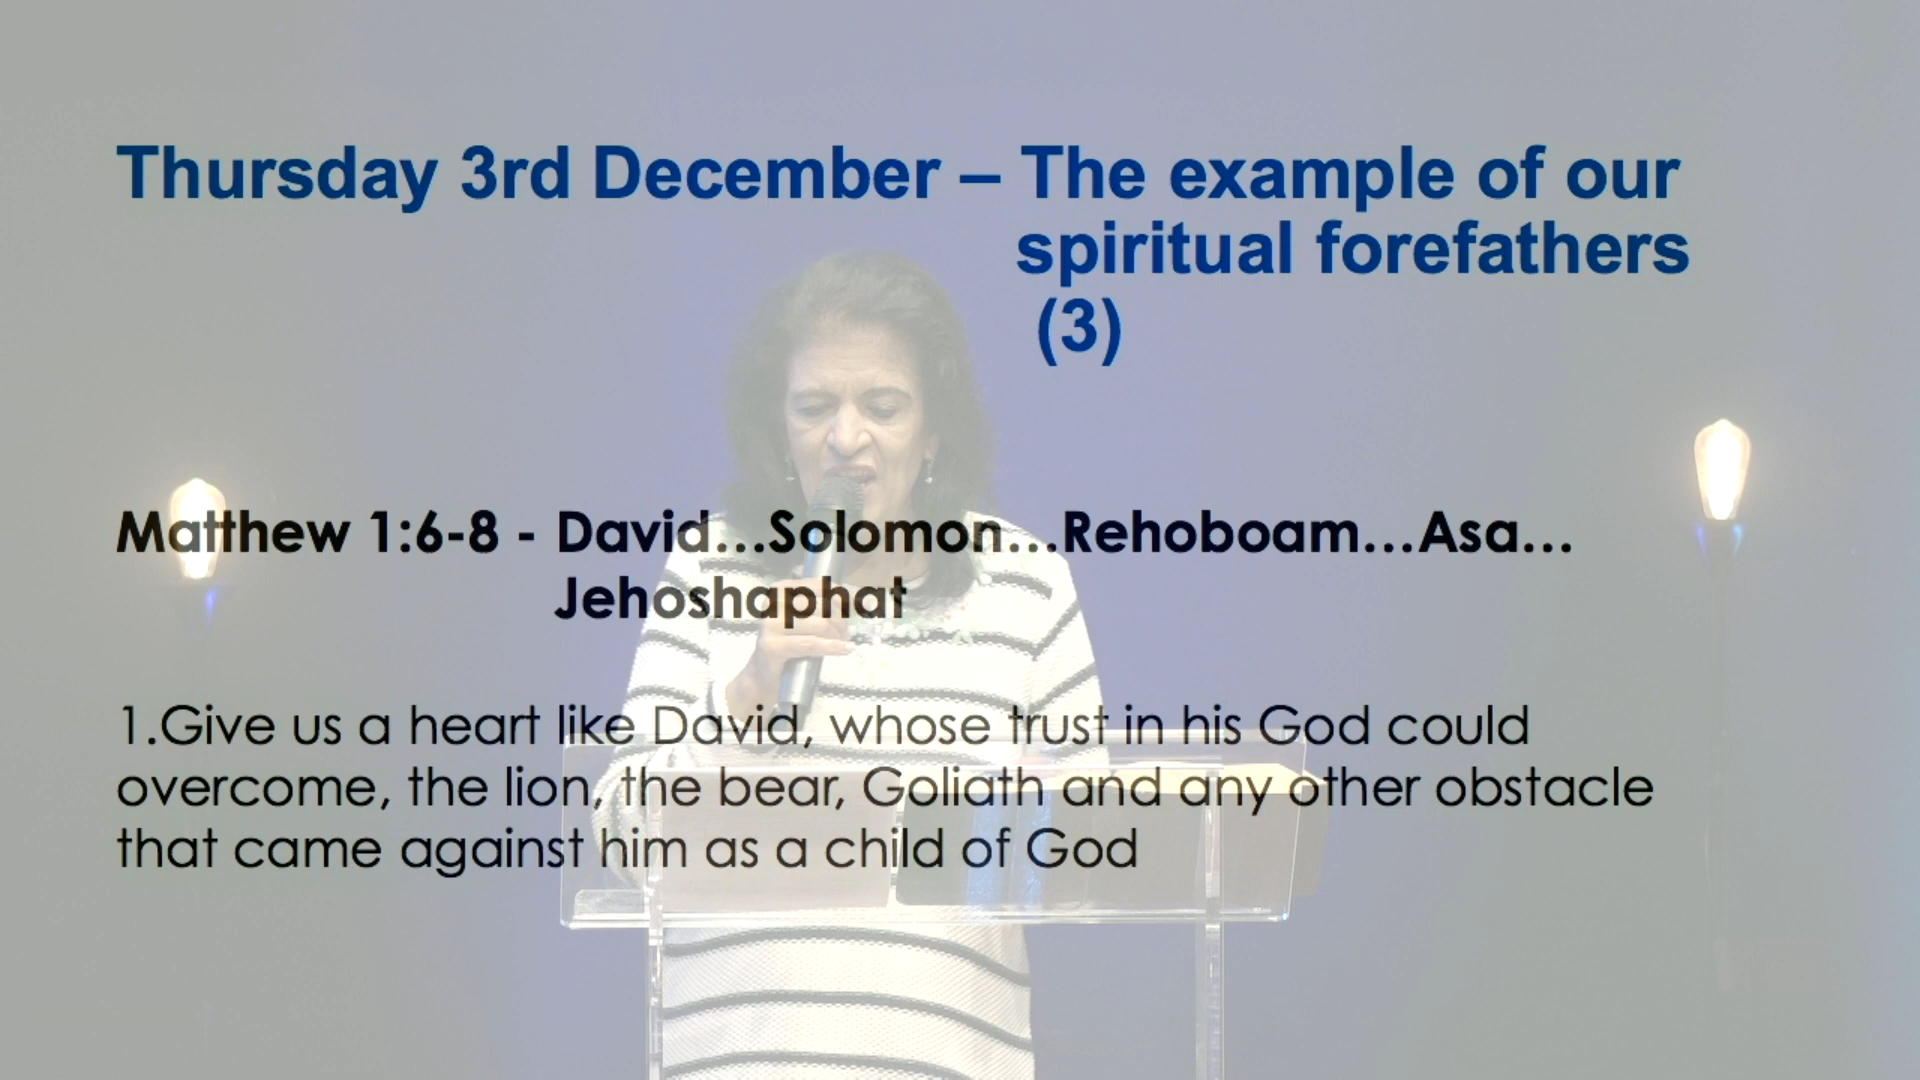 Thursday 3rd December – The example of our
spiritual forefathers
(3)
Matthew 1:6-8 - David...Solomon...Rehoboam...Asa...
Jehoshaphat
1.Give us a heart like David, whose trust in his God could
overcome, the lion, the bear, Goliath and any other obstacle
that came against him as a child of God